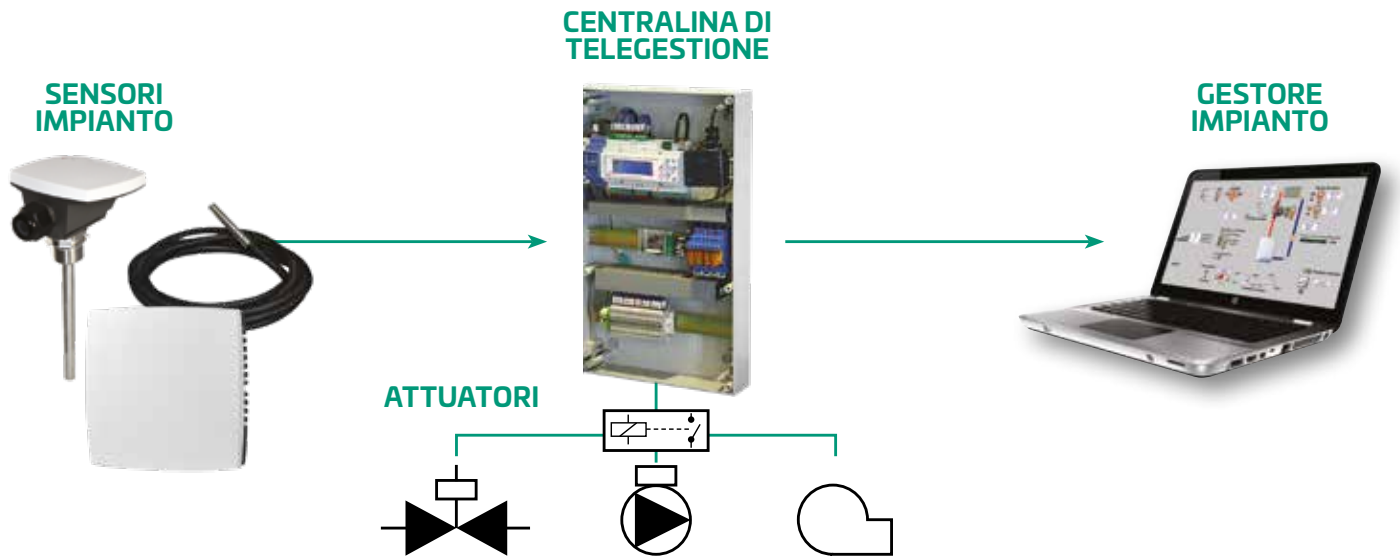 CENTRALINA DI
TELEGESTIONE
SENSORI
IMPIANTO
GESTORE
IMPIANTO
ATTUATORI